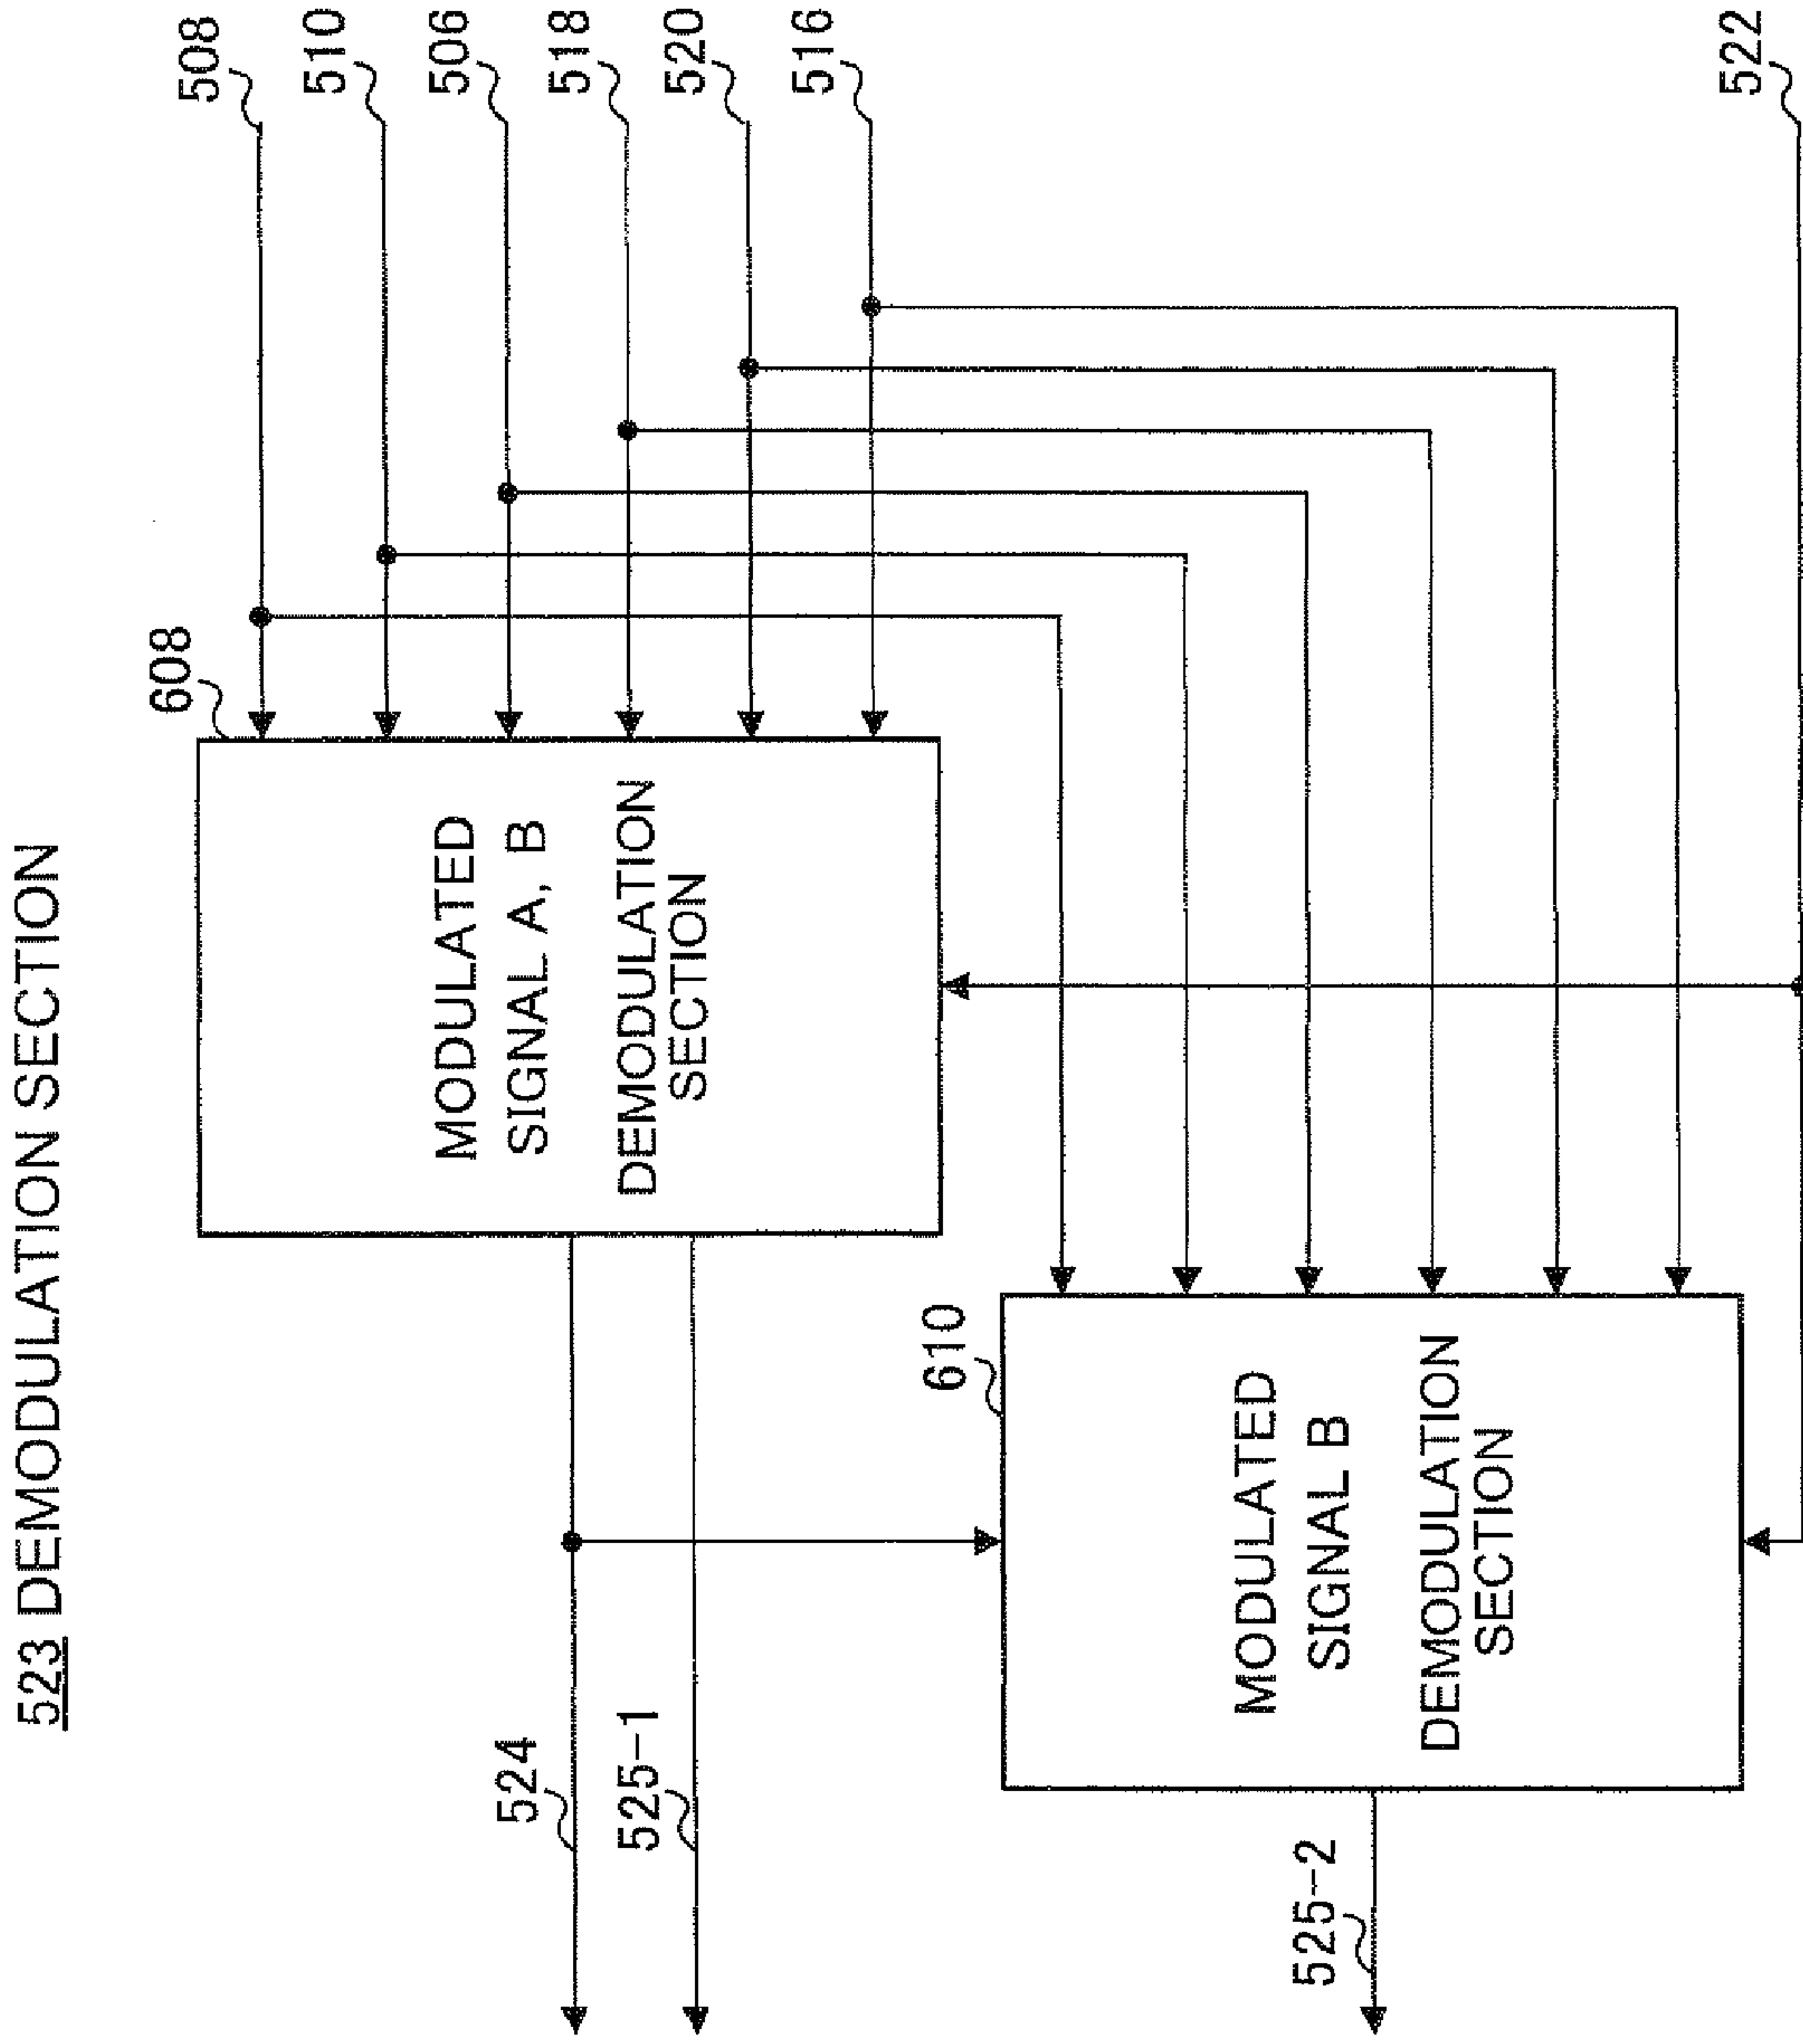 523 DEMODULATION SECTION
508
510
506
518
520
516
522
608
MODULATED
SIGNAL A, B
DEMODULATION
SECTION
610
MODULATED
SIGNAL B
DEMODULATION
SECTION
524
525-1
525-2